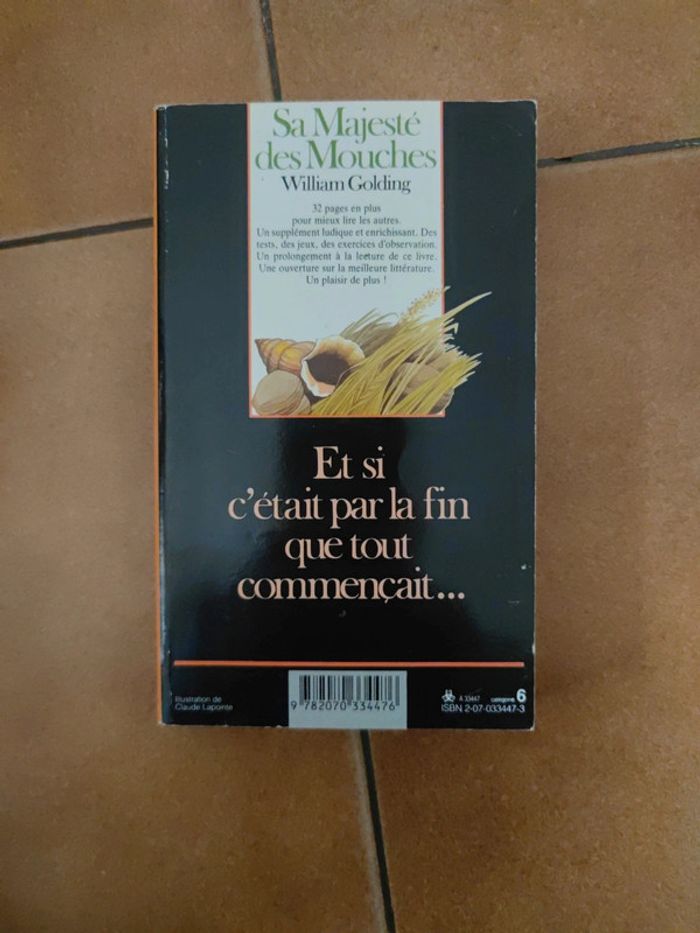 Sa Majesté
des Mouches
William Golding
32 pages en plus
pour mieux lire les autres.
Un supplément ludique et enrichissant. Des
tests, des jeux, des exercices d'observation.
Un prolongement à la lecture de ce livre.
Une ouverture sur la meilleure littérature.
Un plaisir de plus !
Et si
c'était par la fin
que tout
commençait...
Illustration de
Claude Lapointe
9 782070 334476
A 33447 catégorie 6
ISBN 2-07-033447-3